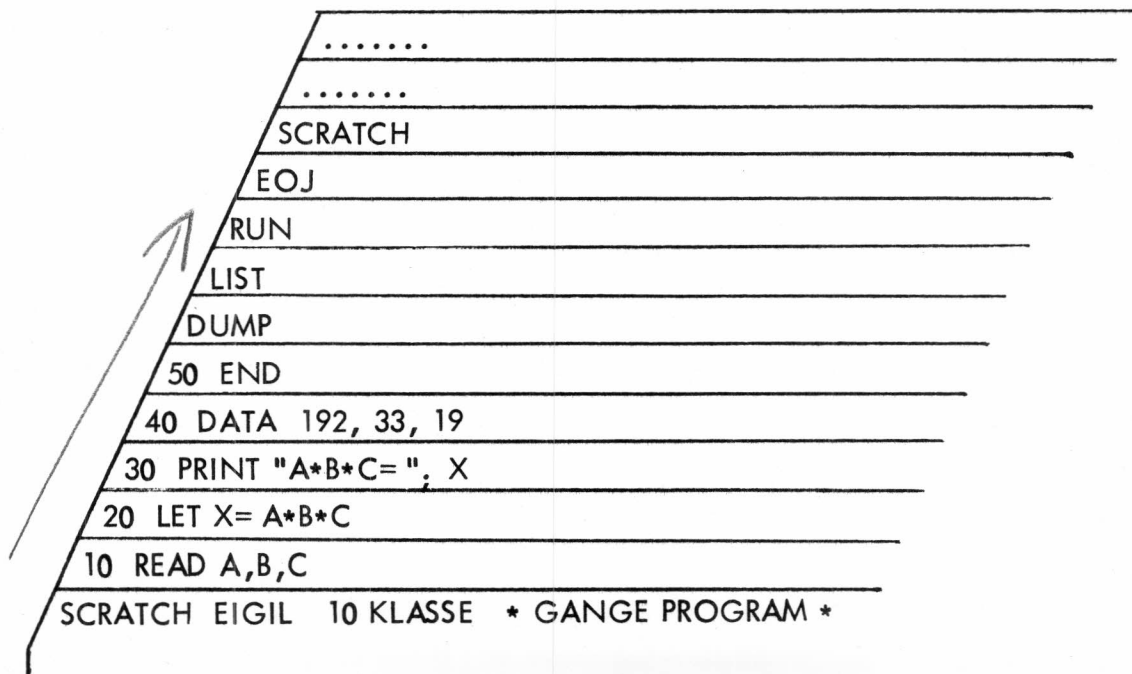 .......
.......
SCRATCH
EOJ
RUN
LIST
DUMP
50 END
40 DATA 192, 33, 19
30 PRINT "A*B*C= "; X
20 LET X= A*B*C
10 READ A,B,C
SCRATCH EIGIL 10 KLASSE * GANGE PROGRAM *